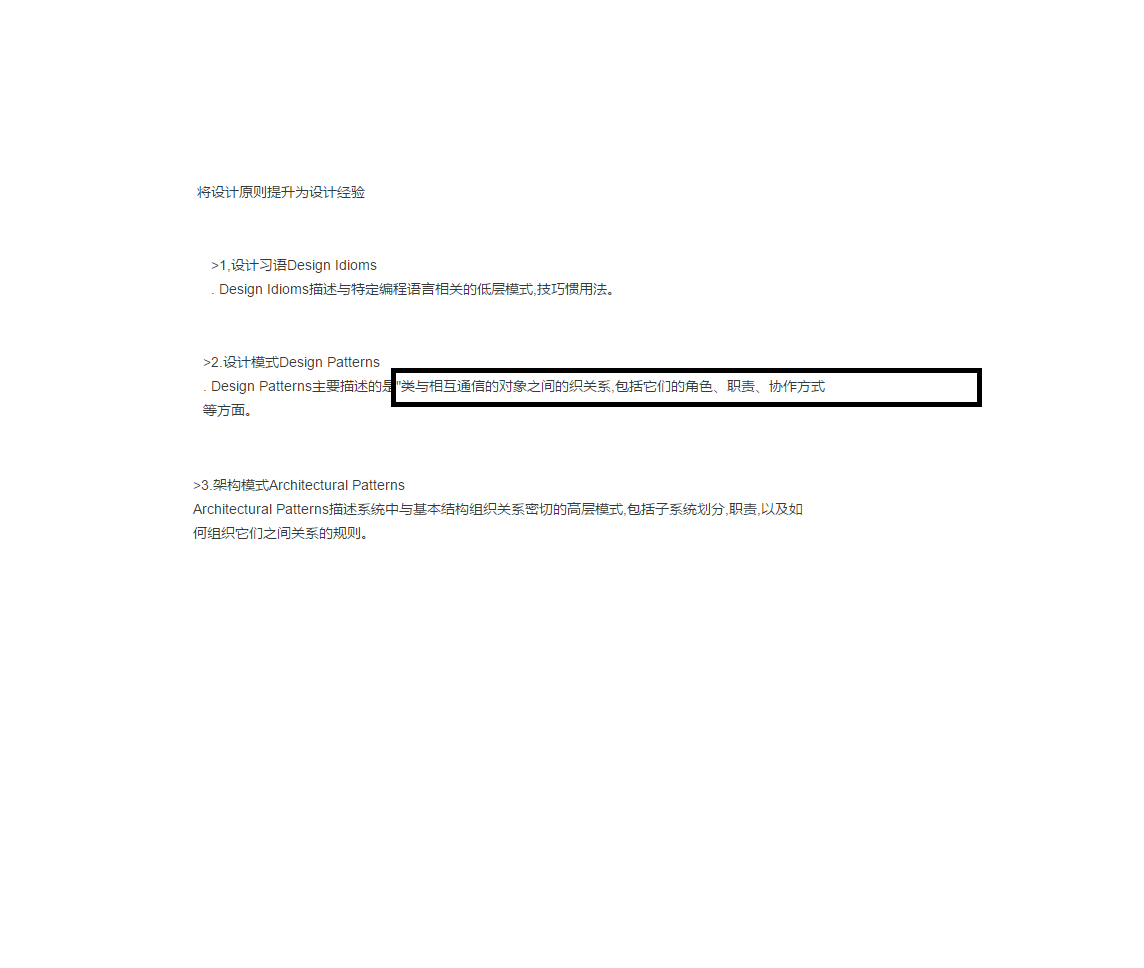 将设计原则提升为设计经验
>1,设计习语Design Idioms
. Design Idioms描述与特定编程语言相关的低层模式,技巧惯用法。
>2.设计模式Design Patterns
. Design Patterns主要描述的是"类与相互通信的对象之间的织关系,包括它们的角色、职责、协作方式
等方面。
>3.架构模式Architectural Patterns
Architectural Patterns描述系统中与基本结构组织关系密切的高层模式,包括子系统划分,职责,以及如
何组织它们之间关系的规则。